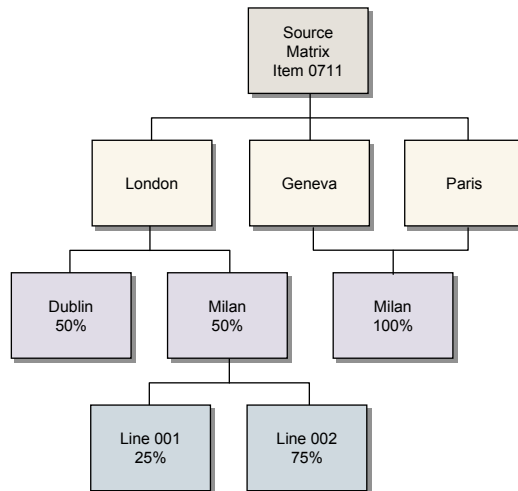 Source
Matrix
Item 0711
London
Geneva
Paris
Dublin
50%
Milan
50%
Milan
100%
Line 001
25%
Line 002
75%